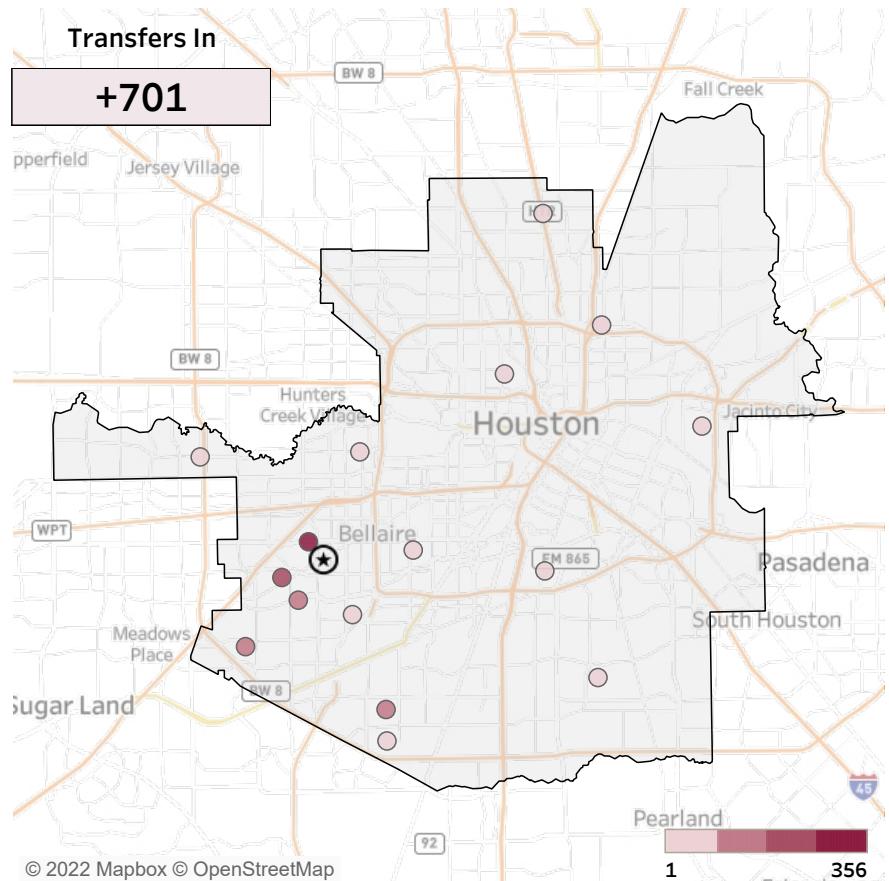 Transfers In
+701
BW 8
Fall Creek
pperfield
Jersey Village
BW 8
Hunters
Creek Village
Jacinto City
Houston
WPT
Bellaire
FM 865
Pasadena
South Houston
Meadows
Place
BW 8
Sugar Land
45
Pearland
92
1
356
© 2022 Mapbox © OpenStreetMap